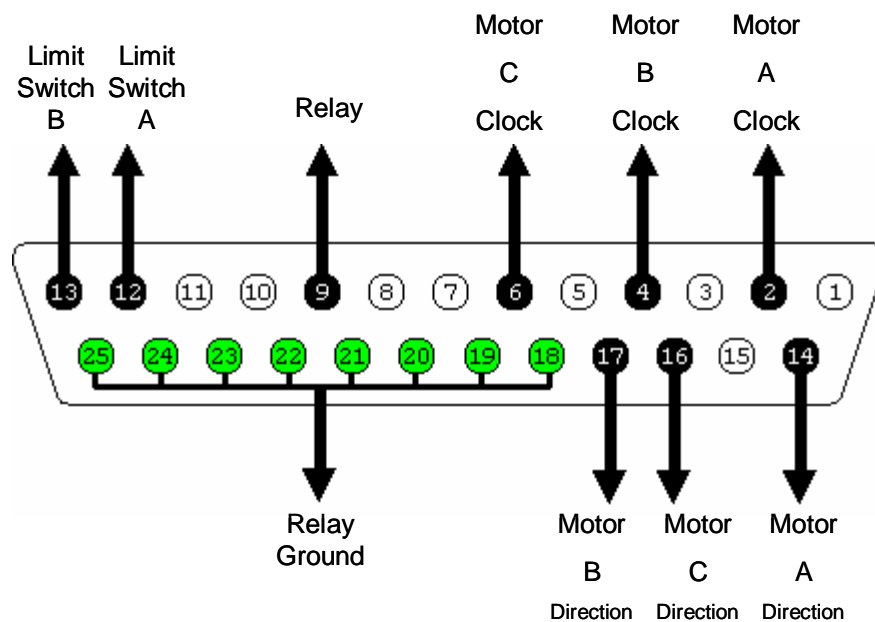 Motor Motor Motor
Limit Limit
C B A
Switch Switch
B A
Relay
Clock Clock Clock
13 12 11 10 9 8 7 6 5 4 3 2 1
25 24 23 22 21 20 19 18 17 16 15 14
Relay
Ground
Motor Motor Motor
B C A
Direction Direction Direction